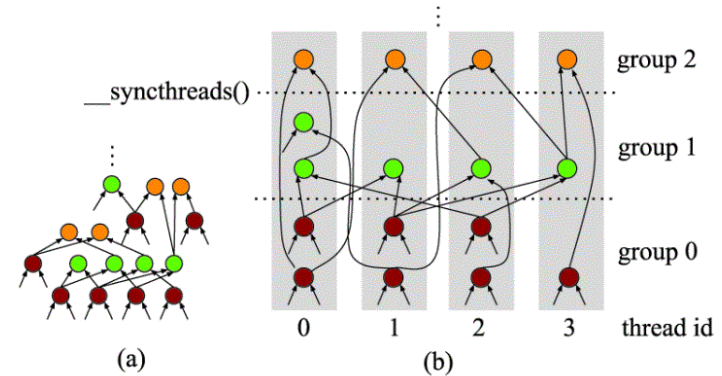 group 2
__syncthreads()
group 1
group 0
0 1 2 3 thread id
(a) (b)